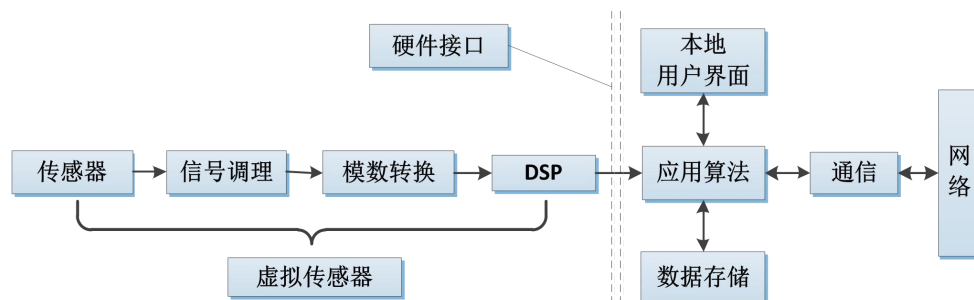 硬件接口
本地
用户界面
传感器
信号调理
模数转换
DSP
应用算法
通信
网
络
虚拟传感器
数据存储